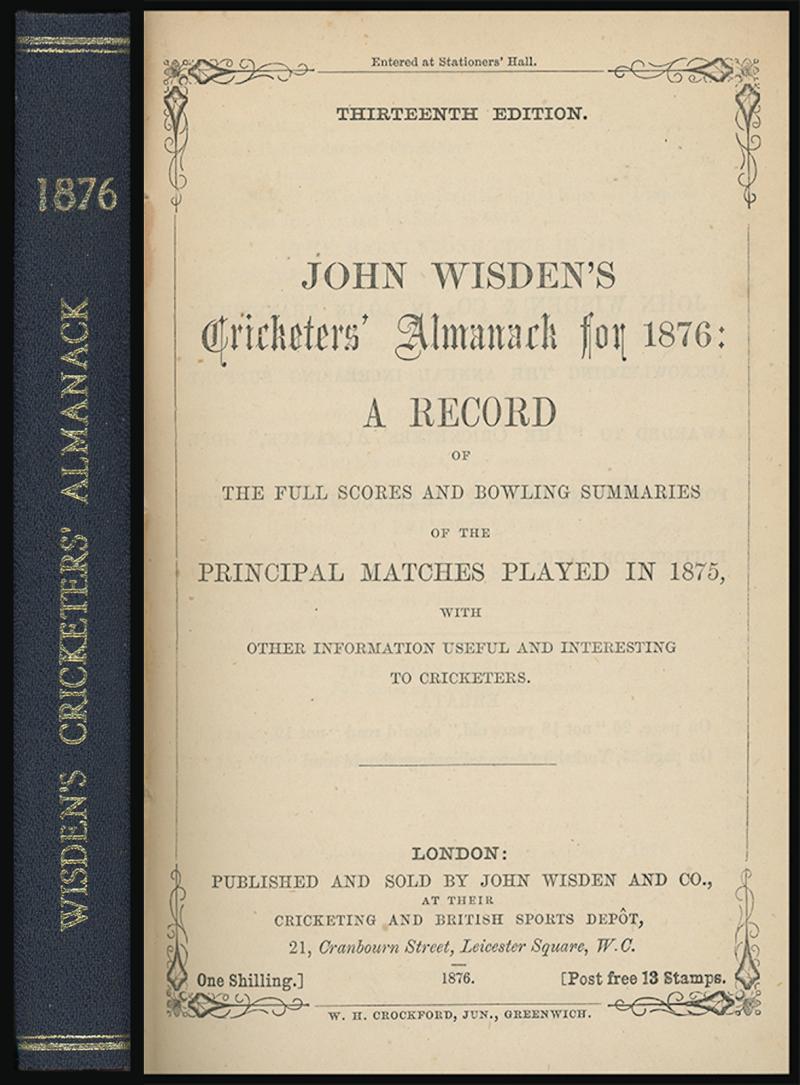 1876
WISDEN'S CRICKETERS' ALMANACK
Entered at Stationers' Hall.
THIRTEENTH EDITION.
JOHN WISDEN'S
Cricketers' Almanack for 1876:
A RECORD
OF
THE FULL SCORES AND BOWLING SUMMARIES
OF THE
PRINCIPAL MATCHES PLAYED IN 1875,
WITH
OTHER INFORMATION USEFUL AND INTERESTING
TO CRICKETERS.
LONDON:
PUBLISHED AND SOLD BY JOHN WISDEN AND CO.,
AT THEIR
CRICKETING AND BRITISH SPORTS DEPÔT,
21, Cranbourn Street, Leicester Square, W.C.
One Shilling.] 1876. [Post free 13 Stamps.
W. H. CROCKFORD, JUN., GREENWICH.